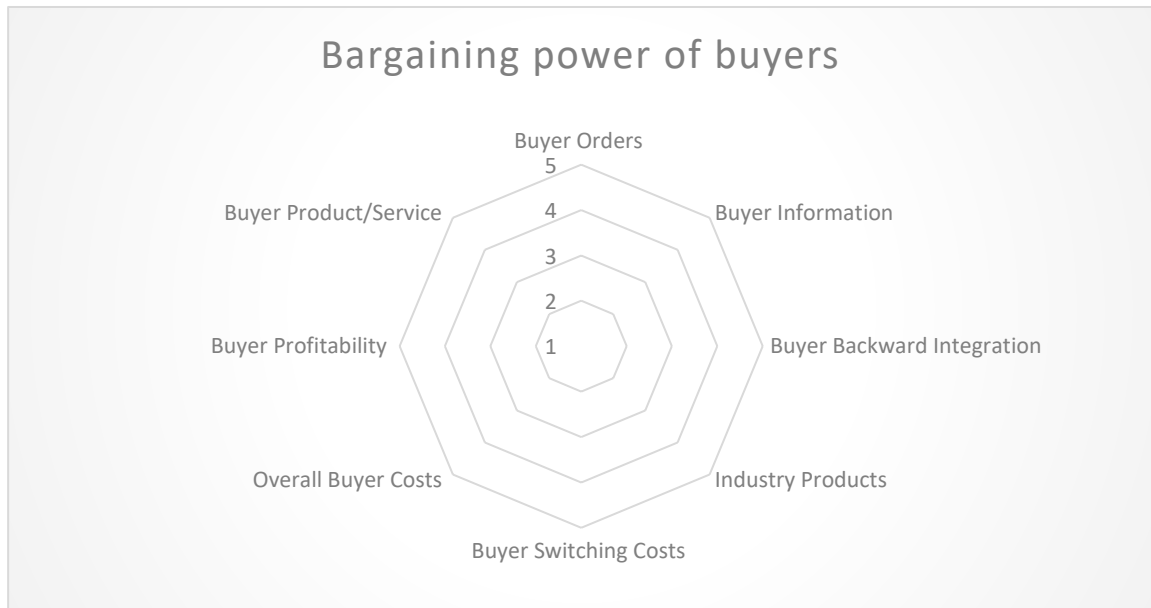 Bargaining power of buyers
Buyer Orders
5
Buyer Product/Service
Buyer Information
4
3
2
Buyer Profitability
1
Buyer Backward Integration
Overall Buyer Costs
Industry Products
Buyer Switching Costs